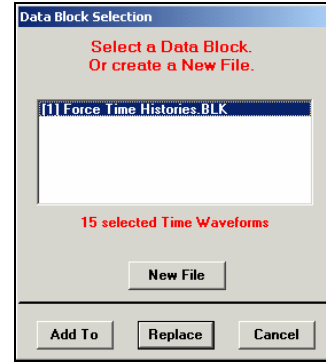 Data Block Selection
Select a Data Block.
Or create a New File.
[1] Force Time Histories.BLK
15 selected Time Waveforms
New File
Add To Replace Cancel